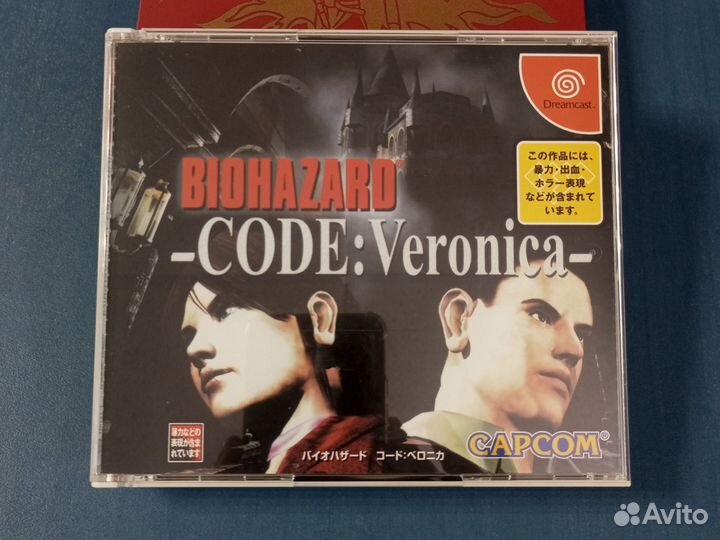 Dreamcast
この作品には、
暴力・出血・
ホラー表現
などが含まれて
います。
BIOHAZARD
-CODE:Veronica-
暴力などの
表現が含ま
れています
バイオハザード コード:ベロニカ
CAPCOM®
Avito